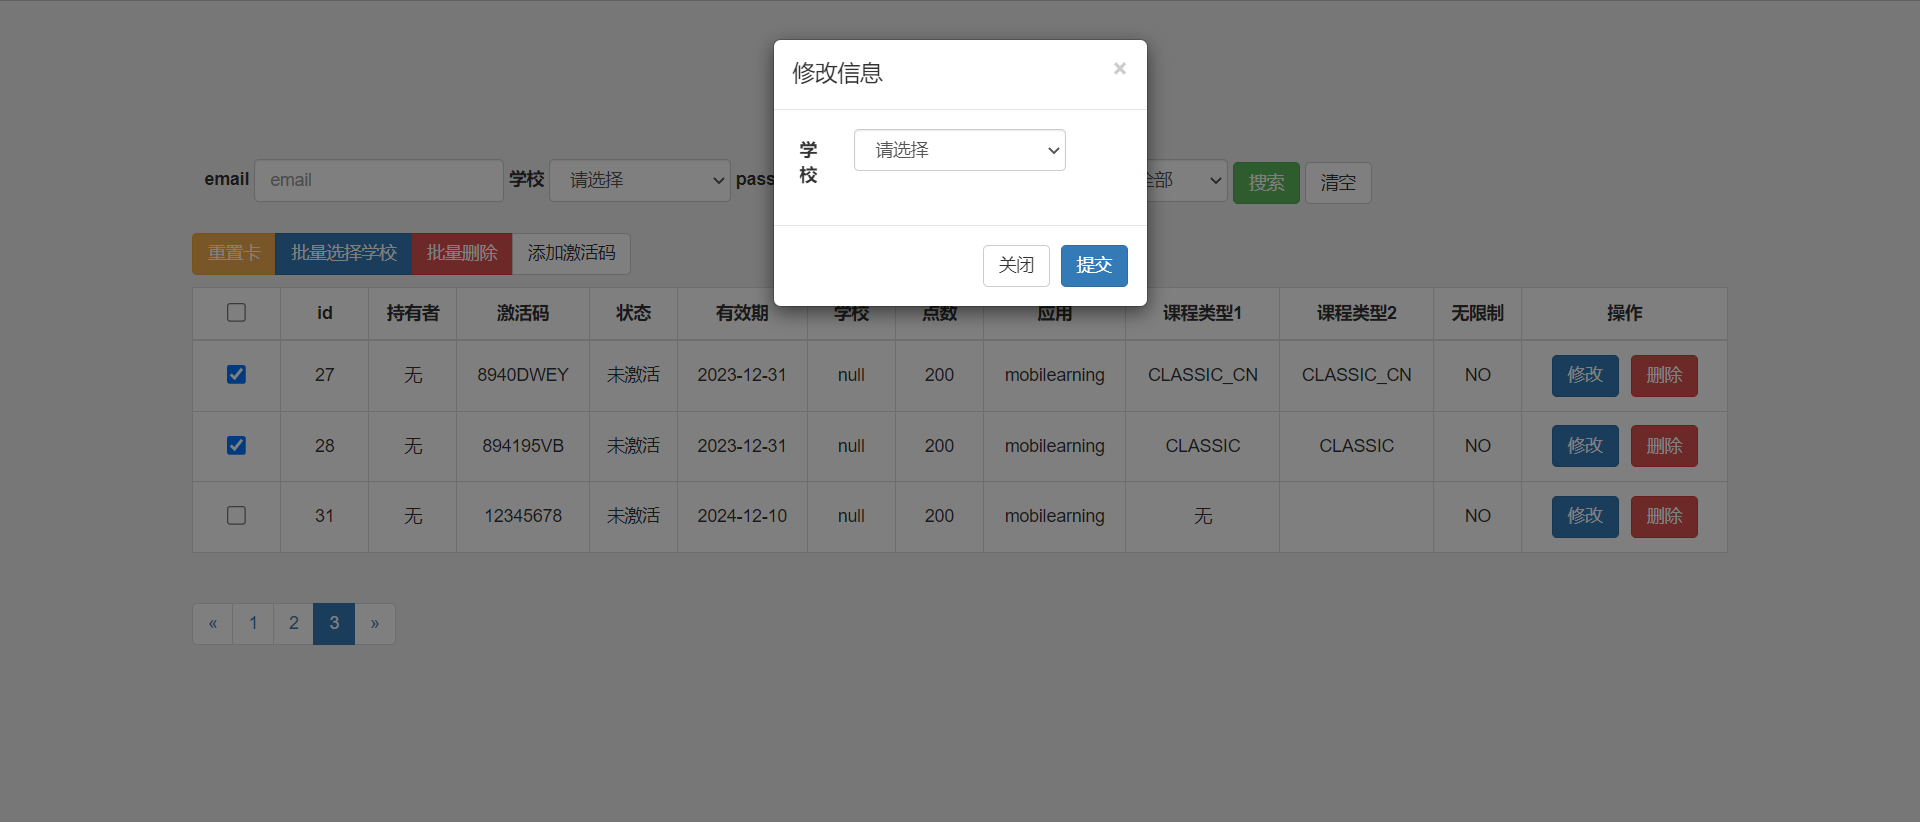 修改信息 ×
学校 请选择
关闭 提交
email email 学校 请选择 pass 全部 搜索 清空
重置卡 批量选择学校 批量删除 添加激活码
id 持有者 激活码 状态 有效期 学校 点数 应用 课程类型1 课程类型2 无限制 操作
27 无 8940DWEY 未激活 2023-12-31 null 200 mobilearning CLASSIC_CN CLASSIC_CN NO 修改 删除
28 无 894195VB 未激活 2023-12-31 null 200 mobilearning CLASSIC CLASSIC NO 修改 删除
31 无 12345678 未激活 2024-12-10 null 200 mobilearning 无 NO 修改 删除
« 1 2 3 »